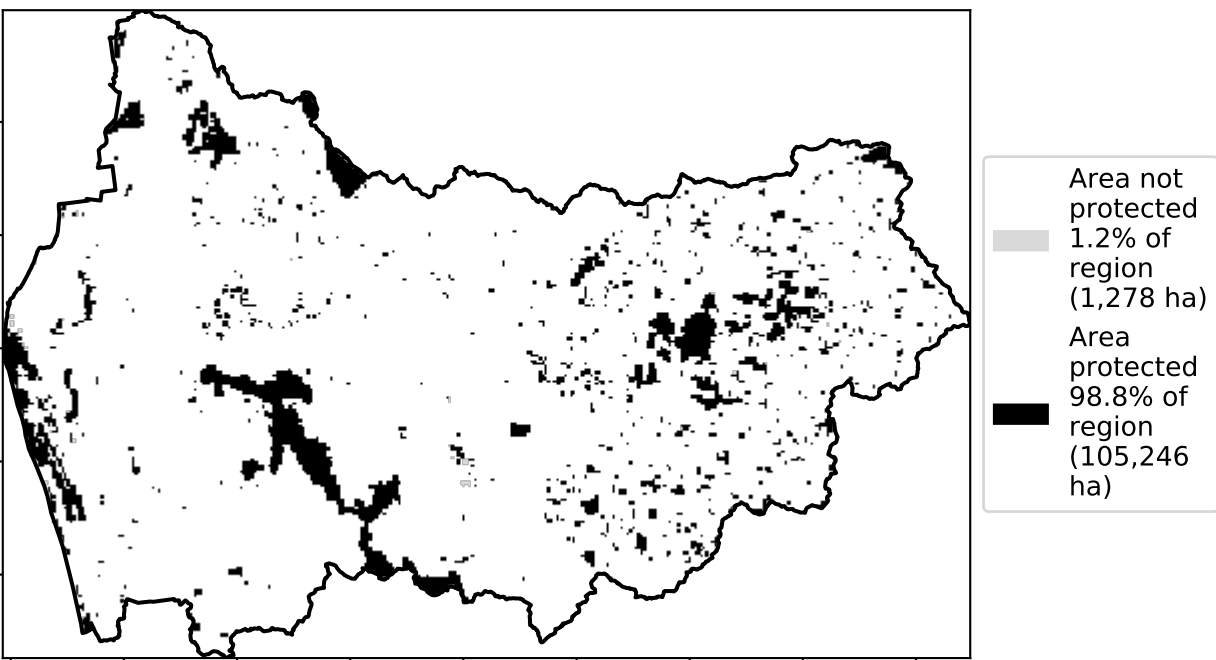 Area not
protected
1.2% of
region
(1,278 ha)
Area
protected
98.8% of
region
(105,246
ha)